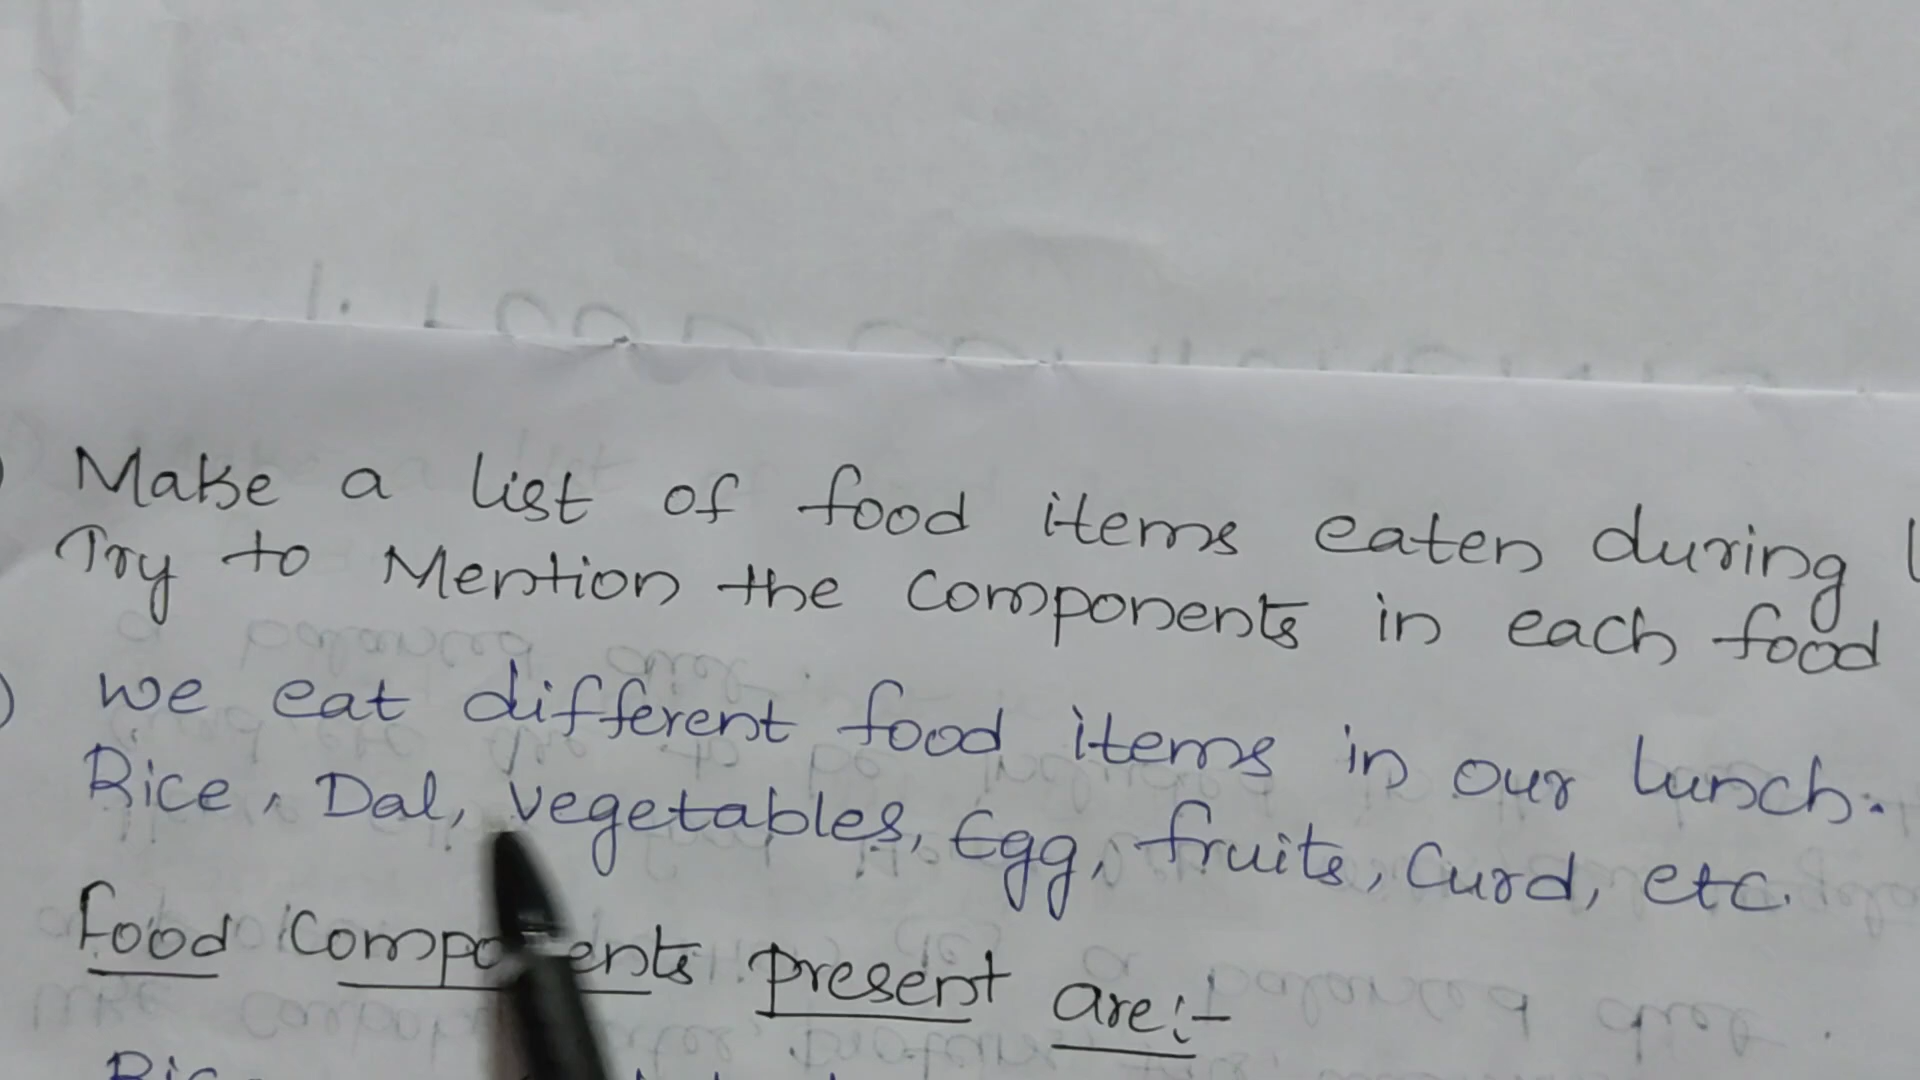 Make a list of food items eaten during
Try to Mention the components in each food
we eat different food items in our lunch.
Rice, Dal, vegetables, Egg, fruits, Curd, etc.
Food components present are:-